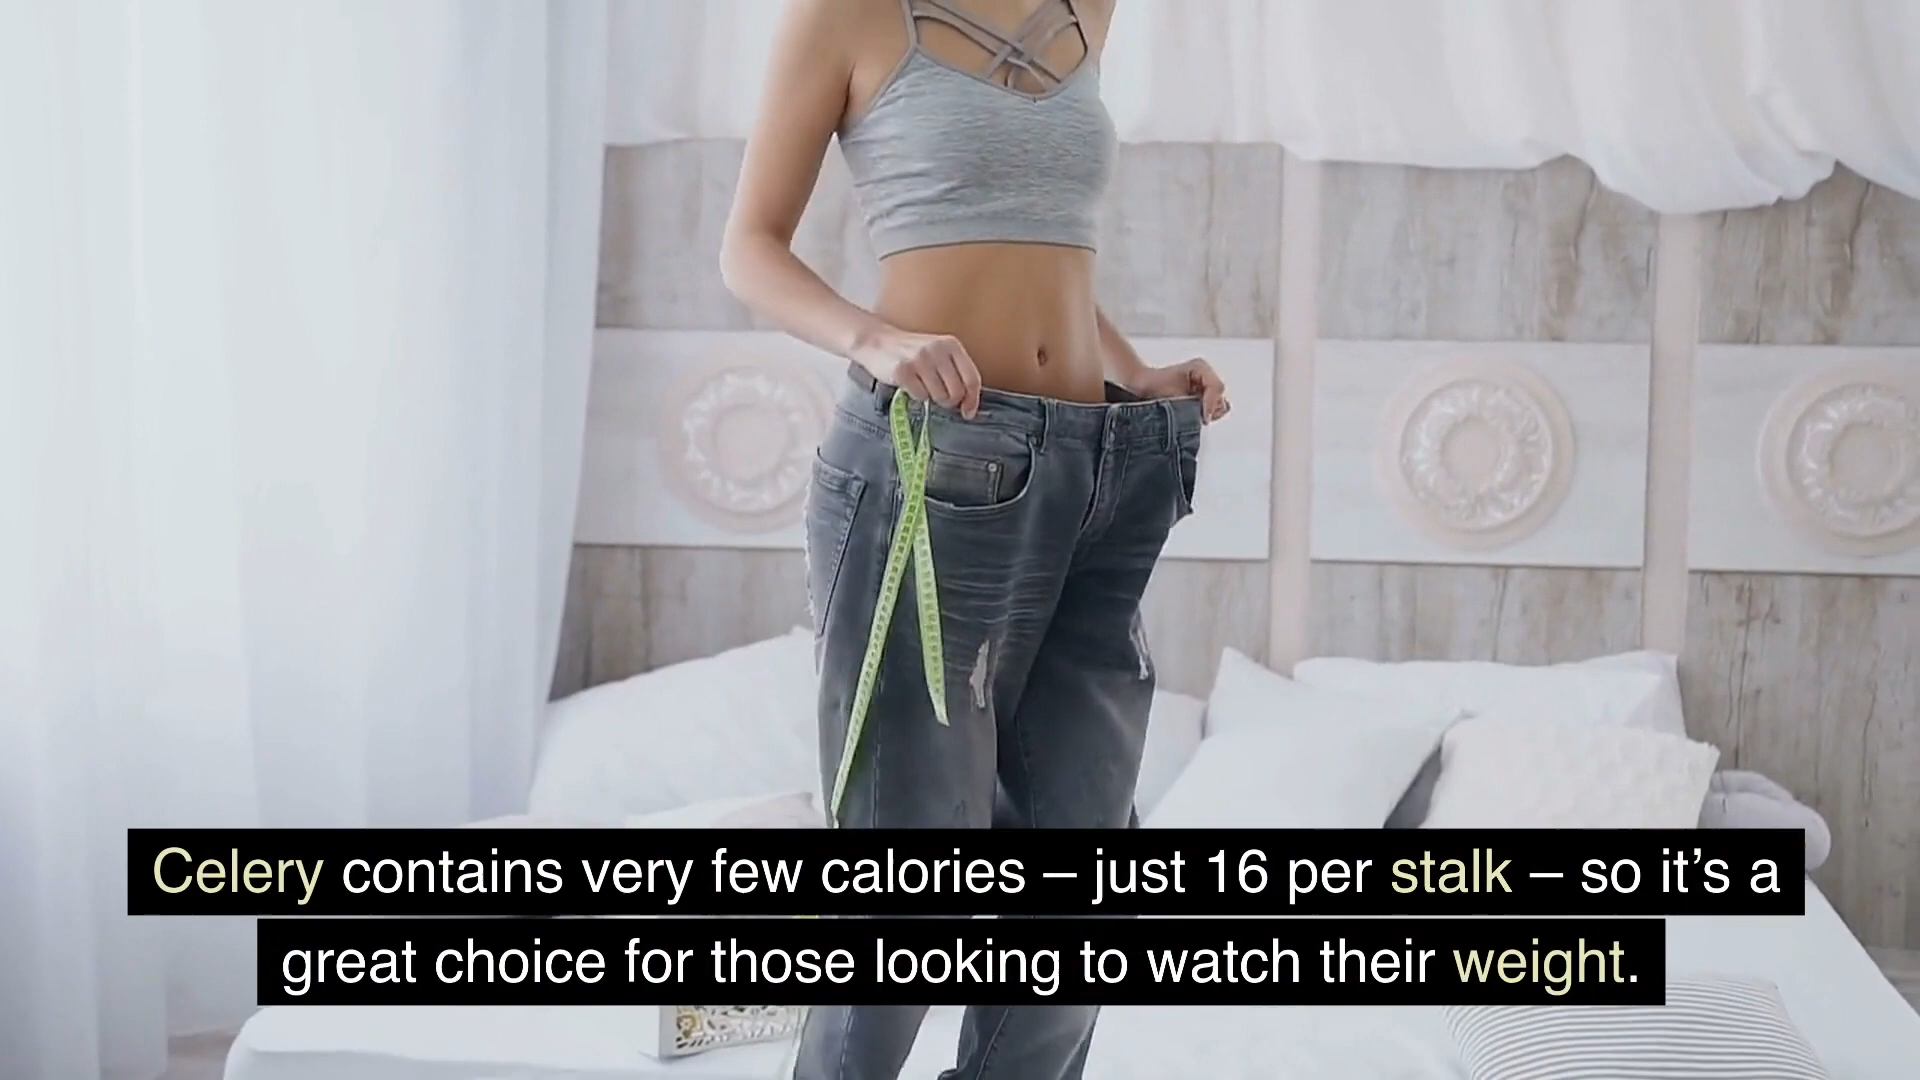 Celery contains very few calories – just 16 per stalk – so it’s a
great choice for those looking to watch their weight.